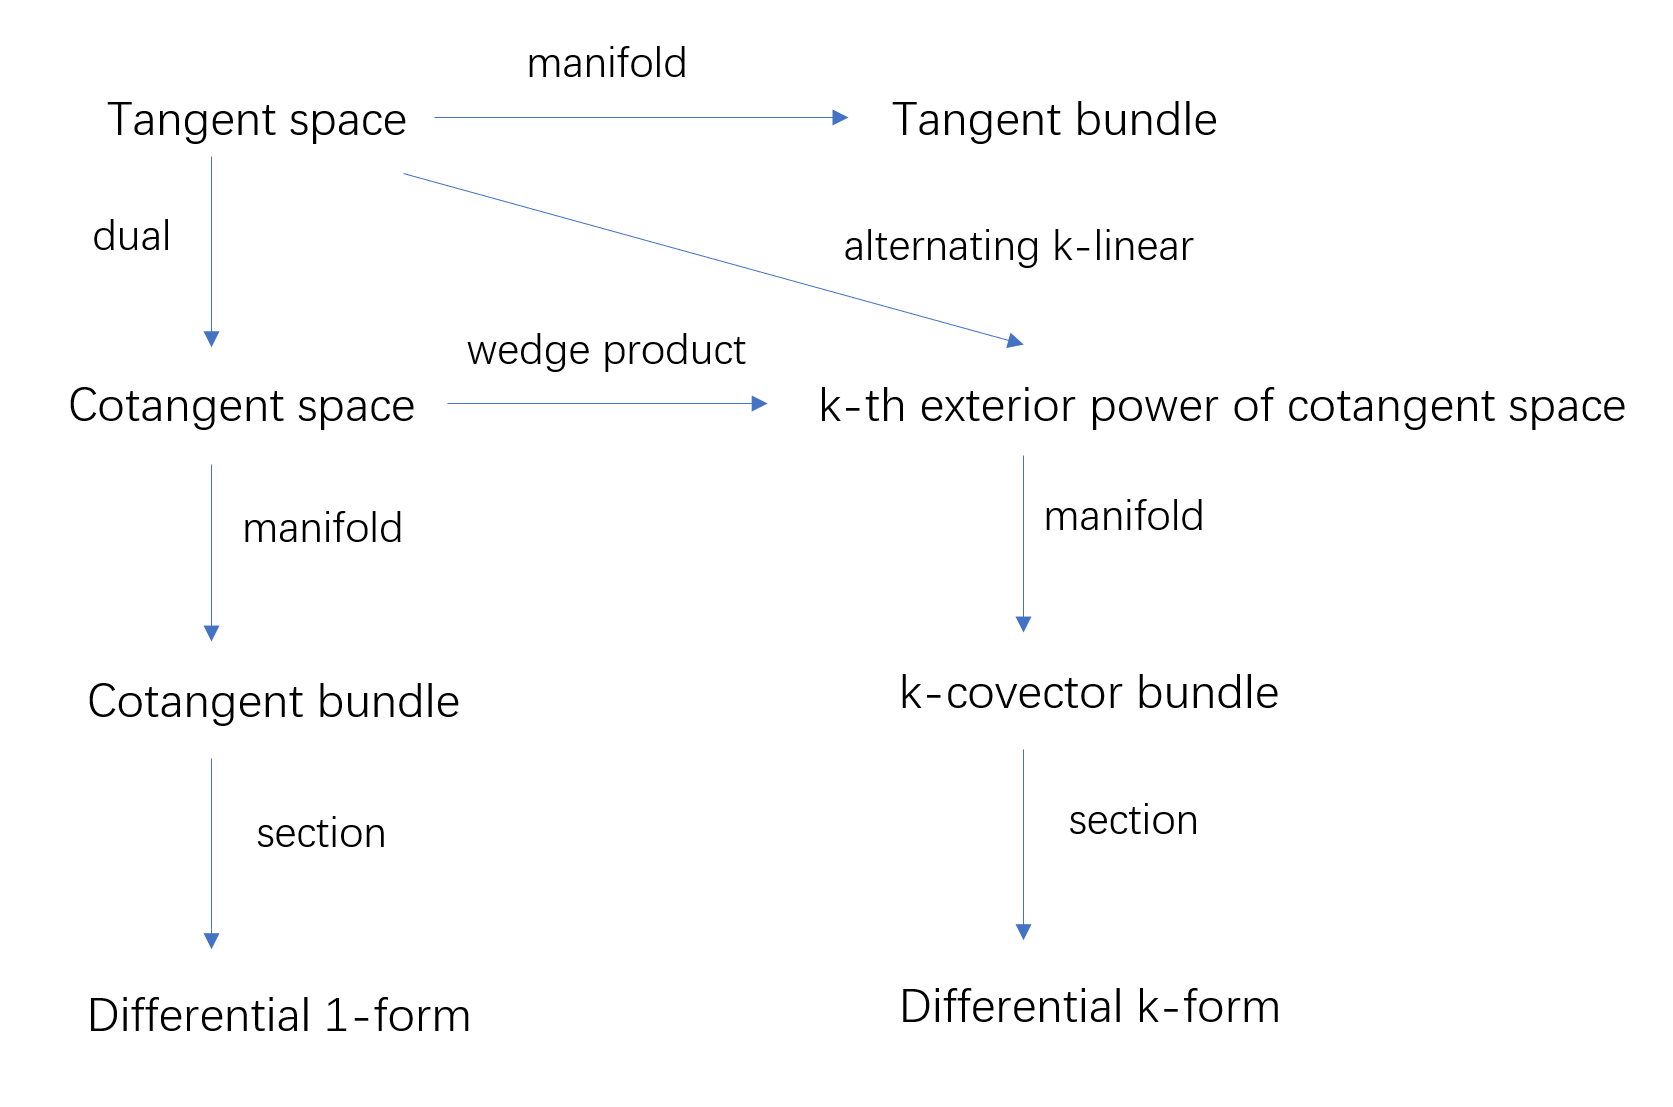 manifold
Tangent space
Tangent bundle
dual
alternating k-linear
wedge product
Cotangent space
k-th exterior power of cotangent space
manifold
manifold
Cotangent bundle
k-covector bundle
section
section
Differential 1-form
Differential k-form